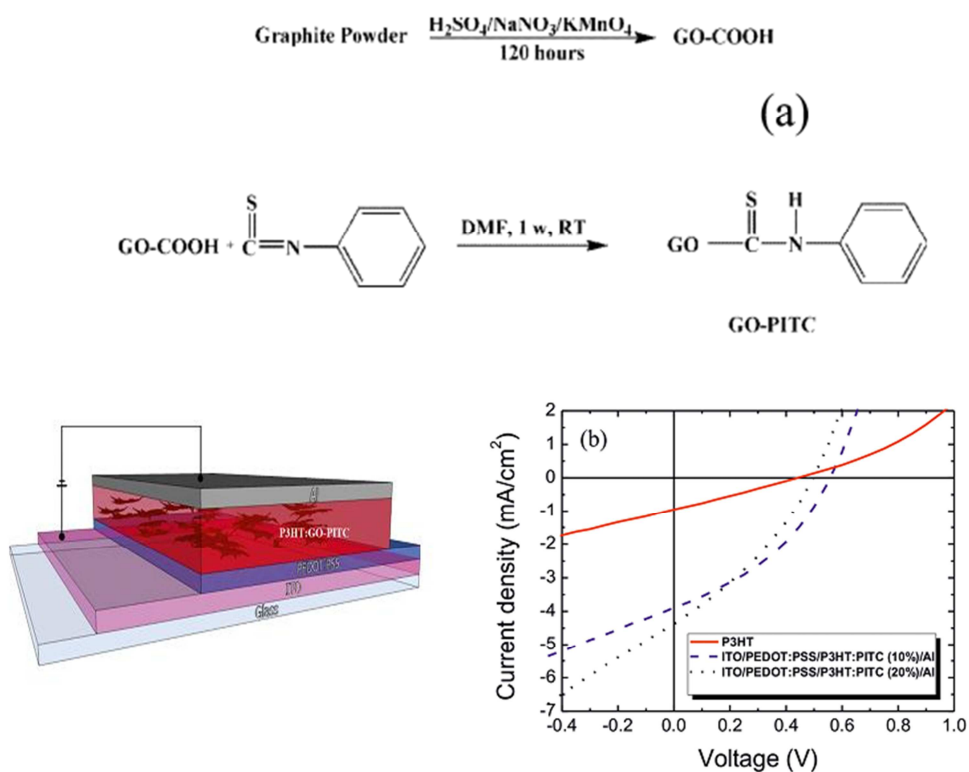 Graphite Powder H₂SO₄/NaNO₃/KMnO₄ GO-COOH
120 hours
(a)
S
GO-COOH + C N
DMF, 1 w, RT
S H
GO C N
GO-PITC
Al
P3HT:GO-PITC
PEDOT:PSS
ITO
Glass
(b)
Current density (mA/cm²)
2
1
0
-1
-2
-3
-4
-5
-6
-7
P3HT
ITO/PEDOT:PSS/P3HT:PITC (10%)/Al
ITO/PEDOT:PSS/P3HT:PITC (20%)/Al
-0.4 -0.2 0.0 0.2 0.4 0.6 0.8 1.0
Voltage (V)